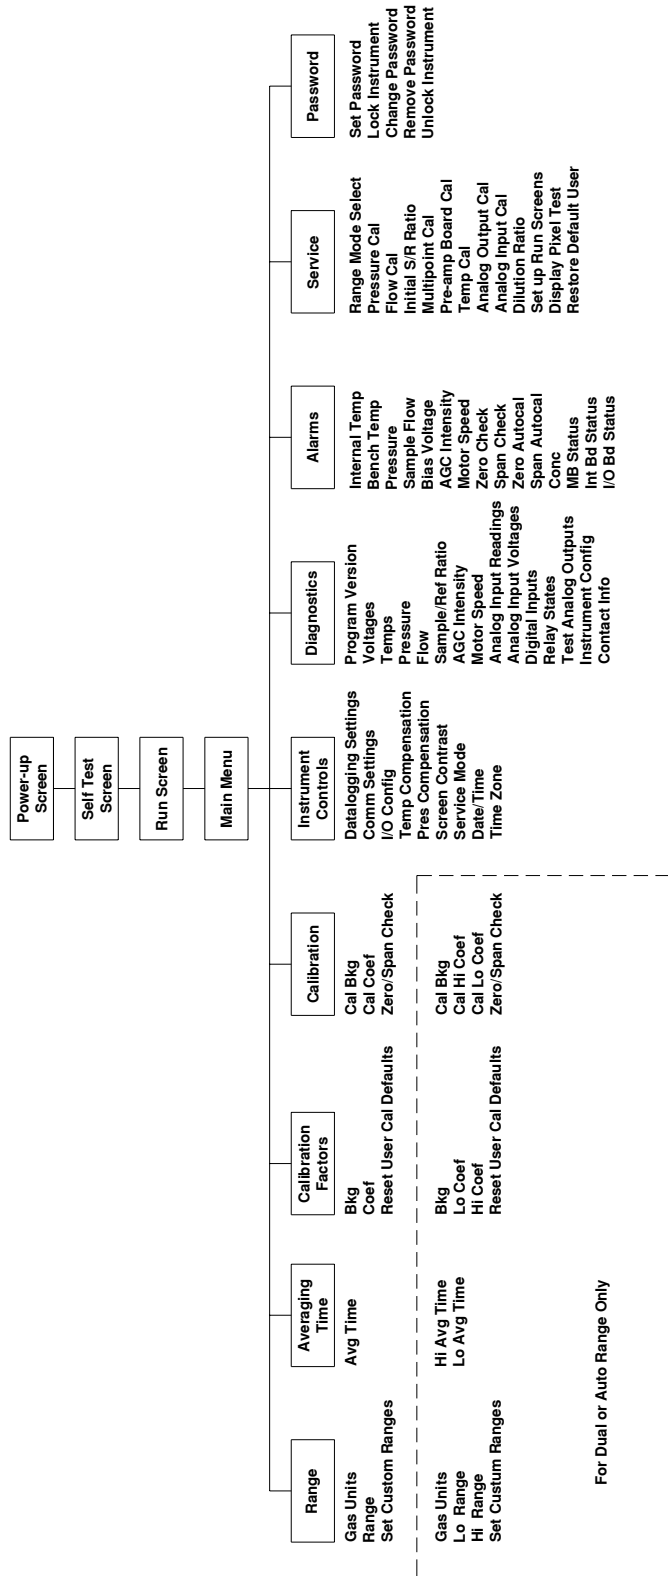 Power-up
Screen
Self Test
Screen
Run Screen
Main Menu
Range
Gas Units
Range
Set Custom Ranges
Averaging
Time
Avg Time
Calibration
Factors
Bkg
Coef
Reset User Cal Defaults
Calibration
Cal Bkg
Cal Coef
Zero/Span Check
Instrument
Controls
Datalogging Settings
Comm Settings
I/O Config
Temp Compensation
Pres Compensation
Screen Contrast
Service Mode
Date/Time
Time Zone
Diagnostics
Program Version
Voltages
Temps
Pressure
Flow
Sample/Ref Ratio
AGC Intensity
Motor Speed
Analog Input Readings
Analog Input Voltages
Digital Inputs
Relay States
Test Analog Outputs
Instrument Config
Contact Info
Alarms
Internal Temp
Bench Temp
Pressure
Sample Flow
Bias Voltage
AGC Intensity
Motor Speed
Zero Check
Span Check
Zero Autocal
Span Autocal
Conc
MB Status
Int Bd Status
I/O Bd Status
Service
Range Mode Select
Pressure Cal
Flow Cal
Initial S/R Ratio
Multipoint Cal
Pre-amp Board Cal
Temp Cal
Analog Output Cal
Analog Input Cal
Dilution Ratio
Set up Run Screens
Display Pixel Test
Restore Default User
Password
Set Password
Lock Instrument
Change Password
Remove Password
Unlock Instrument
Gas Units
Lo Range
Hi Range
Set Custum Ranges
Hi Avg Time
Lo Avg Time
Bkg
Lo Coef
Hi Coef
Reset User Cal Defaults
Cal Bkg
Cal Hi Coef
Cal Lo Coef
Zero/Span Check
For Dual or Auto Range Only